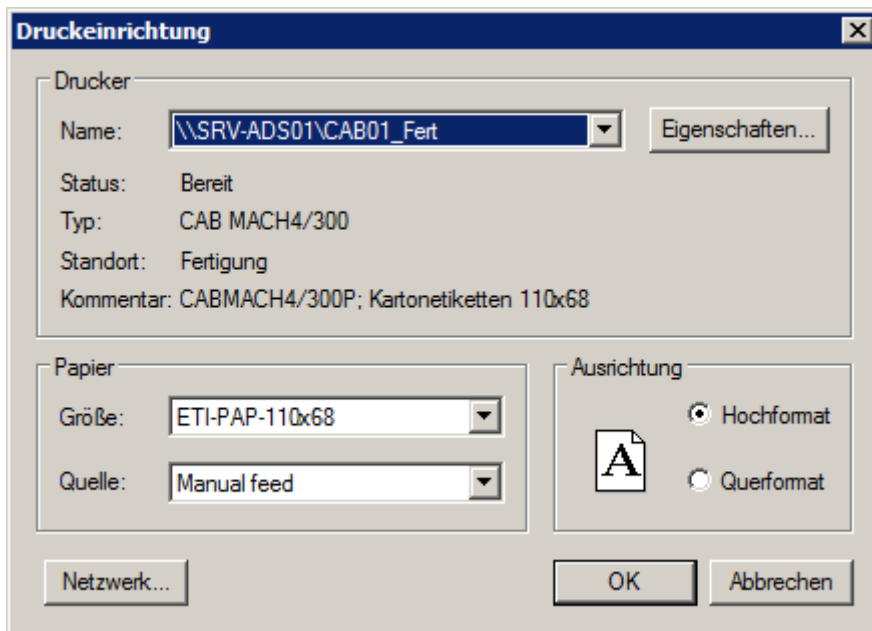 Druckeinrichtung
Drucker
Name: \\SRV-ADS01\CAB01_Fert Eigenschaften...
Status: Bereit
Typ: CAB MACH4/300
Standort: Fertigung
Kommentar: CABMACH4/300P; Kartonetiketten 110x68
Papier
Größe: ETI-PAP-110x68
Quelle: Manual feed
Ausrichtung
A
Hochformat
Querformat
Netzwerk... OK Abbrechen